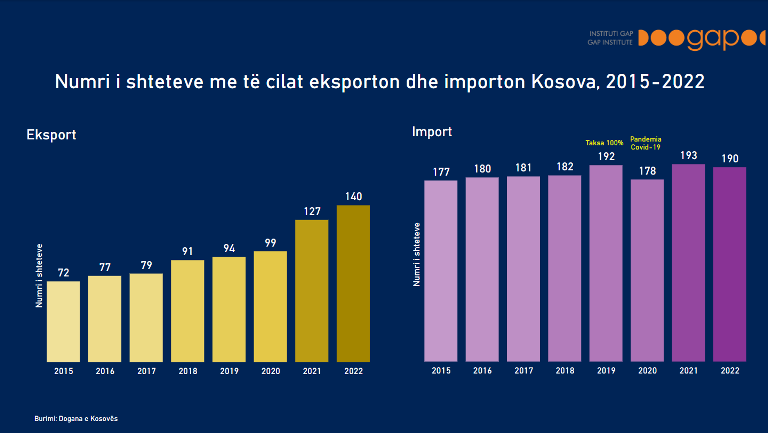 INSTITUTI GAP
GAP INSTITUTE
gap
Numri i shteteve me të cilat eksporton dhe importon Kosova, 2015-2022
Eksport
Numri i shteteve
72 77 79 91 94 99 127 140
2015 2016 2017 2018 2019 2020 2021 2022
Import
Taksa 100%
Pandemia
Covid-19
Numri i shteteve
177 180 181 182 192 178 193 190
2015 2016 2017 2018 2019 2020 2021 2022
Burimi: Dogana e Kosovës